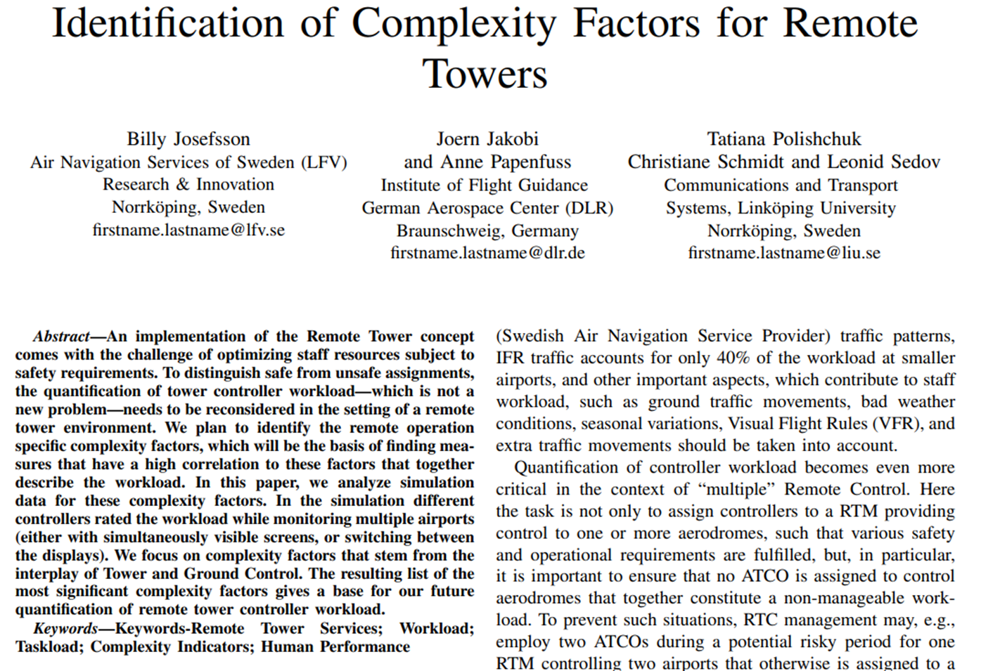 Identification of Complexity Factors for Remote
Towers
Billy Josefsson
Air Navigation Services of Sweden (LFV)
Research & Innovation
Norrköping, Sweden
firstname.lastname@lfv.se
Joern Jakobi
and Anne Papenfuss
Institute of Flight Guidance
German Aerospace Center (DLR)
Braunschweig, Germany
firstname.lastname@dlr.de
Tatiana Polishchuk
Christiane Schmidt and Leonid Sedov
Communications and Transport
Systems, Linköping University
Norrköping, Sweden
firstname.lastname@liu.se
Abstract—An implementation of the Remote Tower concept
comes with the challenge of optimizing staff resources subject to
safety requirements. To distinguish safe from unsafe assignments,
the quantification of tower controller workload—which is not a
new problem—needs to be reconsidered in the setting of a remote
tower environment. We plan to identify the remote operation
specific complexity factors, which will be the basis of finding mea-
sures that have a high correlation to these factors that together
describe the workload. In this paper, we analyze simulation
data for these complexity factors. In the simulation different
controllers rated the workload while monitoring multiple airports
(either with simultaneously visible screens, or switching between
the displays). We focus on complexity factors that stem from the
interplay of Tower and Ground Control. The resulting list of the
most significant complexity factors gives a base for our future
quantification of remote tower controller workload.
Keywords—Keywords-Remote Tower Services; Workload;
Taskload; Complexity Indicators; Human Performance
(Swedish Air Navigation Service Provider) traffic patterns,
IFR traffic accounts for only 40% of the workload at smaller
airports, and other important aspects, which contribute to staff
workload, such as ground traffic movements, bad weather
conditions, seasonal variations, Visual Flight Rules (VFR), and
extra traffic movements should be taken into account.
Quantification of controller workload becomes even more
critical in the context of “multiple” Remote Control. Here
the task is not only to assign controllers to a RTM providing
control to one or more aerodromes, such that various safety
and operational requirements are fulfilled, but, in particular,
it is important to ensure that no ATCO is assigned to control
aerodromes that together constitute a non-manageable work-
load. To prevent such situations, RTC management may, e.g.,
employ two ATCOs during a potential risky period for one
RTM controlling two airports that otherwise is assigned to a